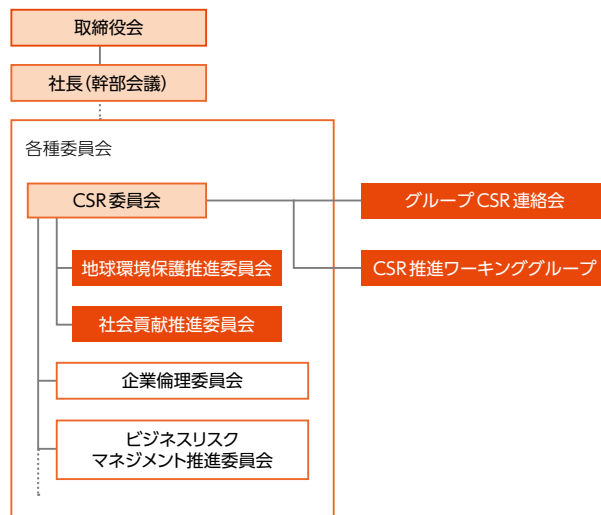 取締役会
社長(幹部会議)
各種委員会
CSR委員会
グループCSR連絡会
地球環境保護推進委員会
CSR推進ワーキンググループ
社会貢献推進委員会
企業倫理委員会
ビジネスリスク
マネジメント推進委員会